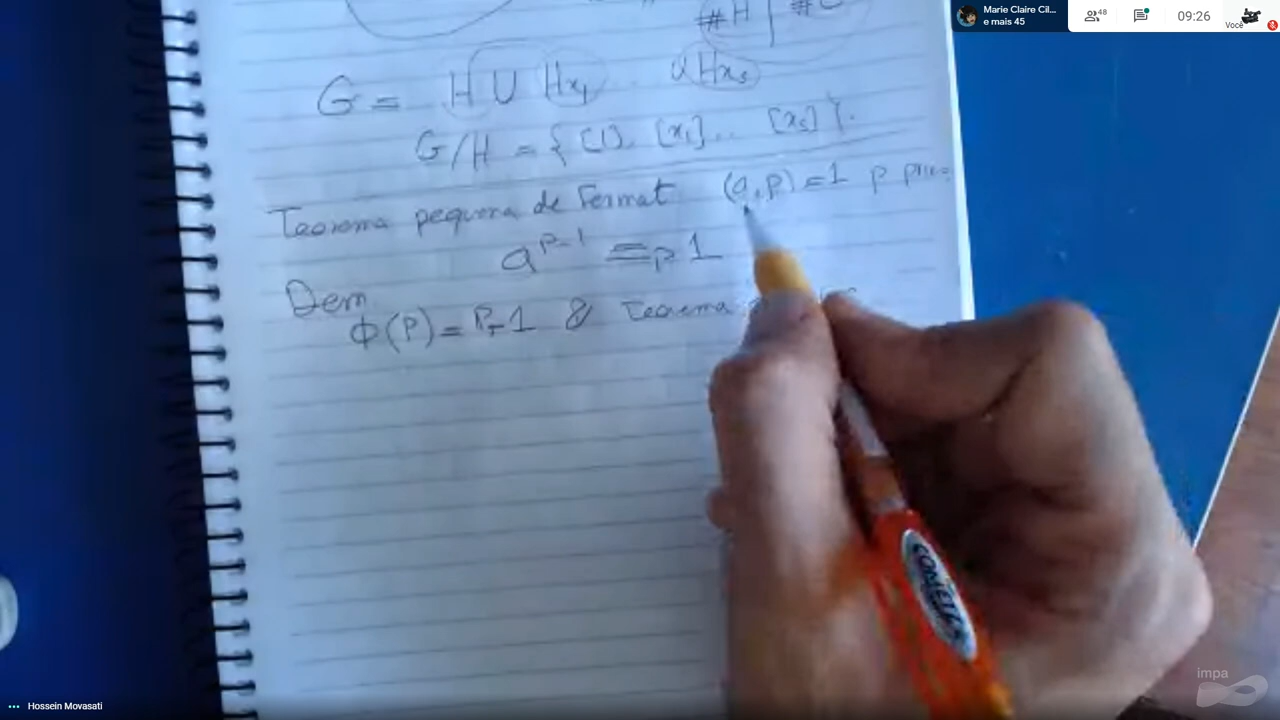 #H |
G = H U Hx₁ .. U Hxₛ
G/H = { [1], [x₁] .. [xₛ] }.
Teorema pequena de Fermat (a,p)=1 p
a^{p-1} ≡ₚ 1
Dem.
Φ(P) = P-1 & Teorema
COMET
Marie Claire Cil...
e mais 45
48
09:26
Você
impa
Hossein Movasati